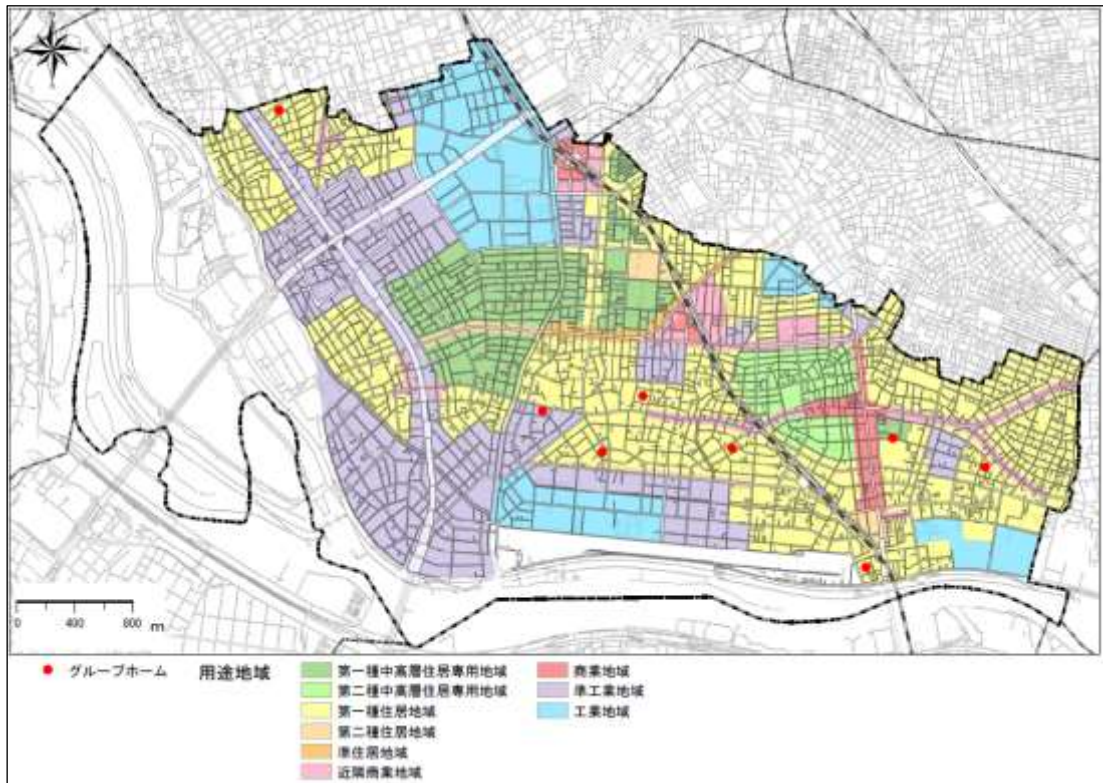 0 400 800 m
グループホーム
用途地域
第一種中高層住居専用地域
第二種中高層住居専用地域
第一種住居地域
第二種住居地域
準住居地域
近隣商業地域
商業地域
準工業地域
工業地域